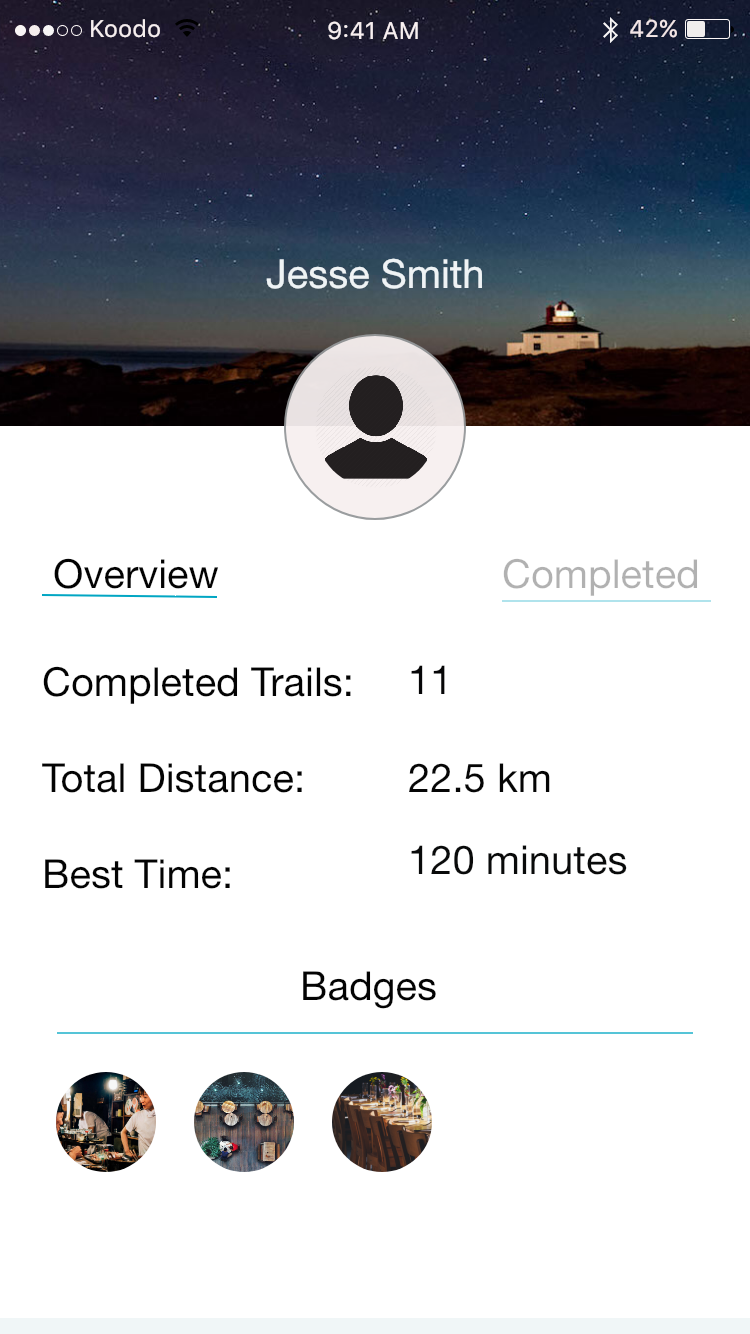 Koodo 9:41 AM 42%
Jesse Smith
Overview Completed
Completed Trails: 11
Total Distance: 22.5 km
Best Time: 120 minutes
Badges